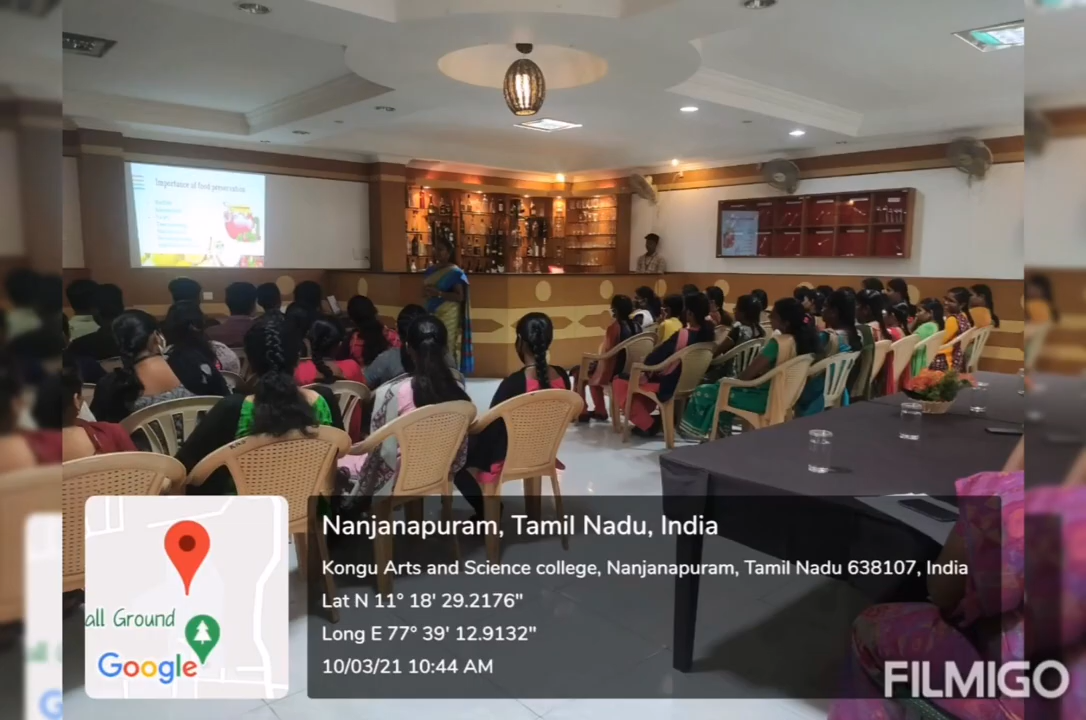 Importance of food preservation
Nanjanapuram, Tamil Nadu, India
Kongu Arts and Science college, Nanjanapuram, Tamil Nadu 638107, India
Lat N 11° 18' 29.2176"
Long E 77° 39' 12.9132"
10/03/21 10:44 AM
all Ground
Google
FILMIGO